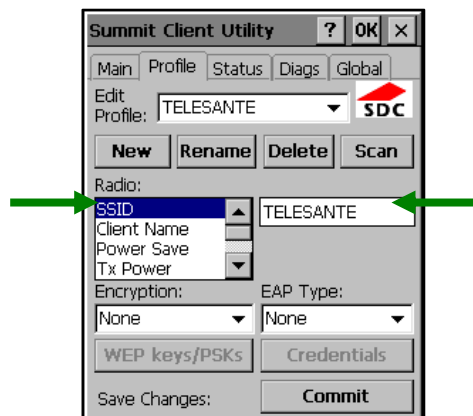 Summit Client Utility ? OK ×
Main Profile Status Diags Global
Edit
Profile: TELESANTE SDC
New Rename Delete Scan
Radio:
SSID TELESANTE
Client Name
Power Save
Tx Power
Encryption: EAP Type:
None None
WEP keys/PSKs Credentials
Save Changes: Commit